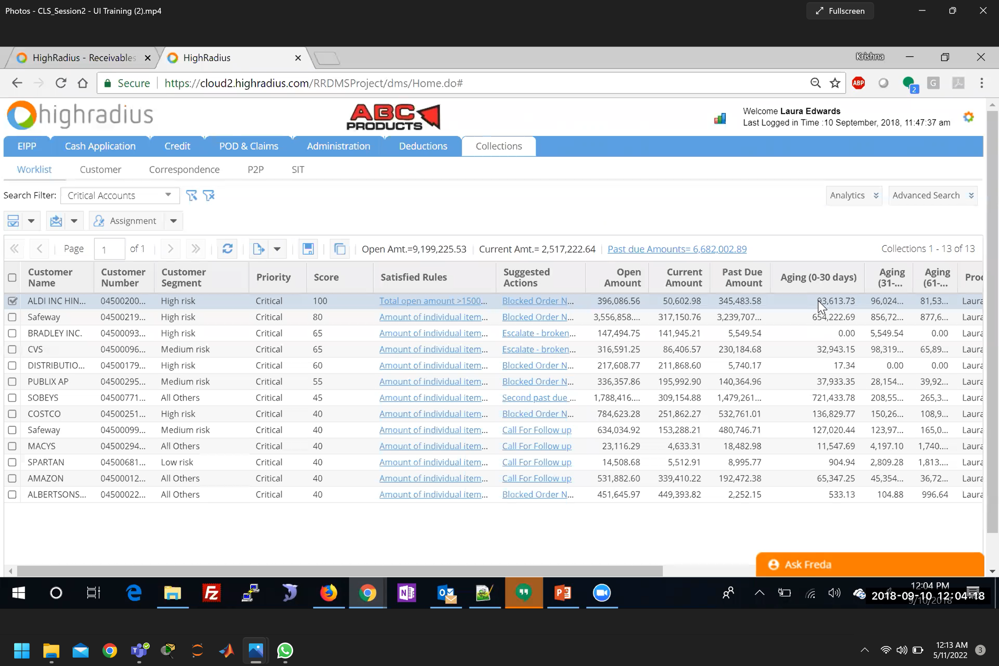 Photos - CLS_Session2 - UI Training (2).mp4
Fullscreen
HighRadius - Receivables
HighRadius
Krishna
Secure
https://cloud2.highradius.com/RRDMSProject/dms/Home.do#
ABP
2
G
highradius
ABC
PRODUCTS
Welcome Laura Edwards
Last Logged in Time :10 September, 2018, 11:47:37 am
EIPP Cash Application Credit POD & Claims Administration Deductions Collections
Worklist Customer Correspondence P2P SIT
Search Filter: Critical Accounts
Analytics Advanced Search
Assignment
Page 1 of 1 Open Amt.=9,199,225.53 Current Amt.= 2,517,222.64 Past due Amounts= 6,682,002.89 Collections 1 - 13 of 13
Customer Name Customer Number Customer Segment Priority Score Satisfied Rules Suggested Actions Open Amount Current Amount Past Due Amount Aging (0-30 days) Aging (31-... Aging (61-... Proc
ALDI INC HIN... 04500200... High risk Critical 100 Total open amount >1500... Blocked Order N... 396,086.56 50,602.98 345,483.58 93,613.73 96,024... 81,53... Laura
Safeway 04500219... High risk Critical 80 Amount of individual item... Blocked Order N... 3,556,858.... 317,150.76 3,239,707... 654,222.69 856,72... 877,6... Laura
BRADLEY INC. 04500093... High risk Critical 65 Amount of individual item... Escalate - broken... 147,494.75 141,945.21 5,549.54 0.00 5,549.54 0.00 Laura
CVS 04500096... Medium risk Critical 65 Amount of individual item... Escalate - broken... 316,591.25 86,406.57 230,184.68 32,943.15 98,319... 65,89... Laura
DISTRIBUTIO... 04500179... High risk Critical 60 Amount of individual item... Blocked Order N... 217,608.77 211,868.60 5,740.17 17.34 0.00 0.00 Laura
PUBLIX AP 04500295... Medium risk Critical 55 Amount of individual item... Blocked Order N... 336,357.86 195,992.90 140,364.96 37,933.35 28,154... 39,92... Laura
SOBEYS 04500771... All Others Critical 45 Amount of individual item... Second past due ... 1,788,416.... 309,154.88 1,479,261... 721,433.78 208,55... 265,3... Laura
COSTCO 04500251... High risk Critical 40 Amount of individual item... Blocked Order N... 784,623.28 251,862.27 532,761.01 136,829.77 150,26... 108,9... Laura
Safeway 04500099... Medium risk Critical 40 Amount of individual item... Call For Follow up 634,034.92 153,288.21 480,746.71 127,020.44 123,97... 165,0... Laura
MACYS 04500294... All Others Critical 40 Amount of individual item... Call For Follow up 23,116.29 4,633.31 18,482.98 11,547.69 4,197.10 1,740.... Laura
SPARTAN 04500681... Low risk Critical 40 Amount of individual item... Call For Follow up 14,508.68 5,512.91 8,995.77 904.94 2,809.28 1,813.... Laura
AMAZON 04500012... All Others Critical 40 Amount of individual item... Call For Follow up 531,882.60 339,410.22 192,472.38 65,347.25 45,354... 36,72... Laura
ALBERTSONS... 04500022... All Others Critical 40 Amount of individual item... Blocked Order N... 451,645.97 449,393.82 2,252.15 533.13 104.88 996.64 Laura
Ask Freda
12:04 PM
2018-09-10 12:04:18
9/10/2018
12:13 AM
5/11/2022
3